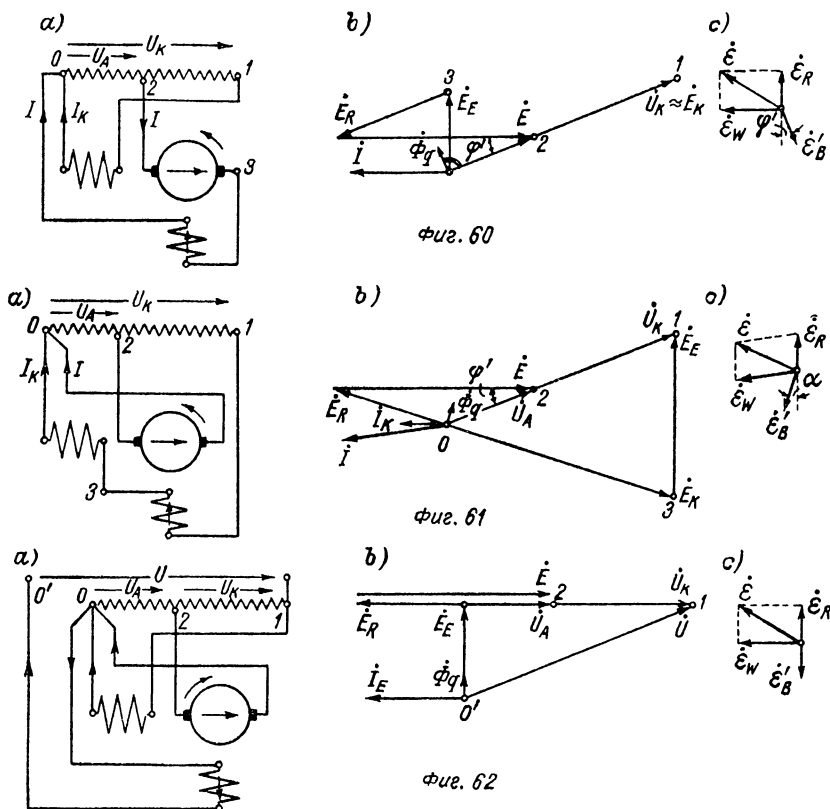 a)
U_K
U_A
0
1
2
I
I_K
I
3
b)
3
Ė_R
Ė_E
Ė
2
1
U̇_K ≈ Ė_K
Φ̇_q
φ'
İ
c)
ε̇
ε̇_R
ε̇_W
φ'
ε̇'_B
Фиг. 60
a)
U_K
U_A
0
1
2
I_K
I
3
b)
U̇_K
1
Ė_E
φ'
Ė
2
Φ̇_q
U̇_A
Ė_R
İ_K
0
İ
3
Ė_K
c)
ε̇
ε̇_R
α
ε̇_W
ε̇'_B
Фиг. 61
a)
U
0'
0
U_A
U_K
2
1
b)
Ė
2
U̇_K
1
Ė_R
Ė_E
U̇_A
U̇
Φ̇_q
İ_E
0'
c)
ε̇
ε̇_R
ε̇_W
ε̇'_B
Фиг. 62